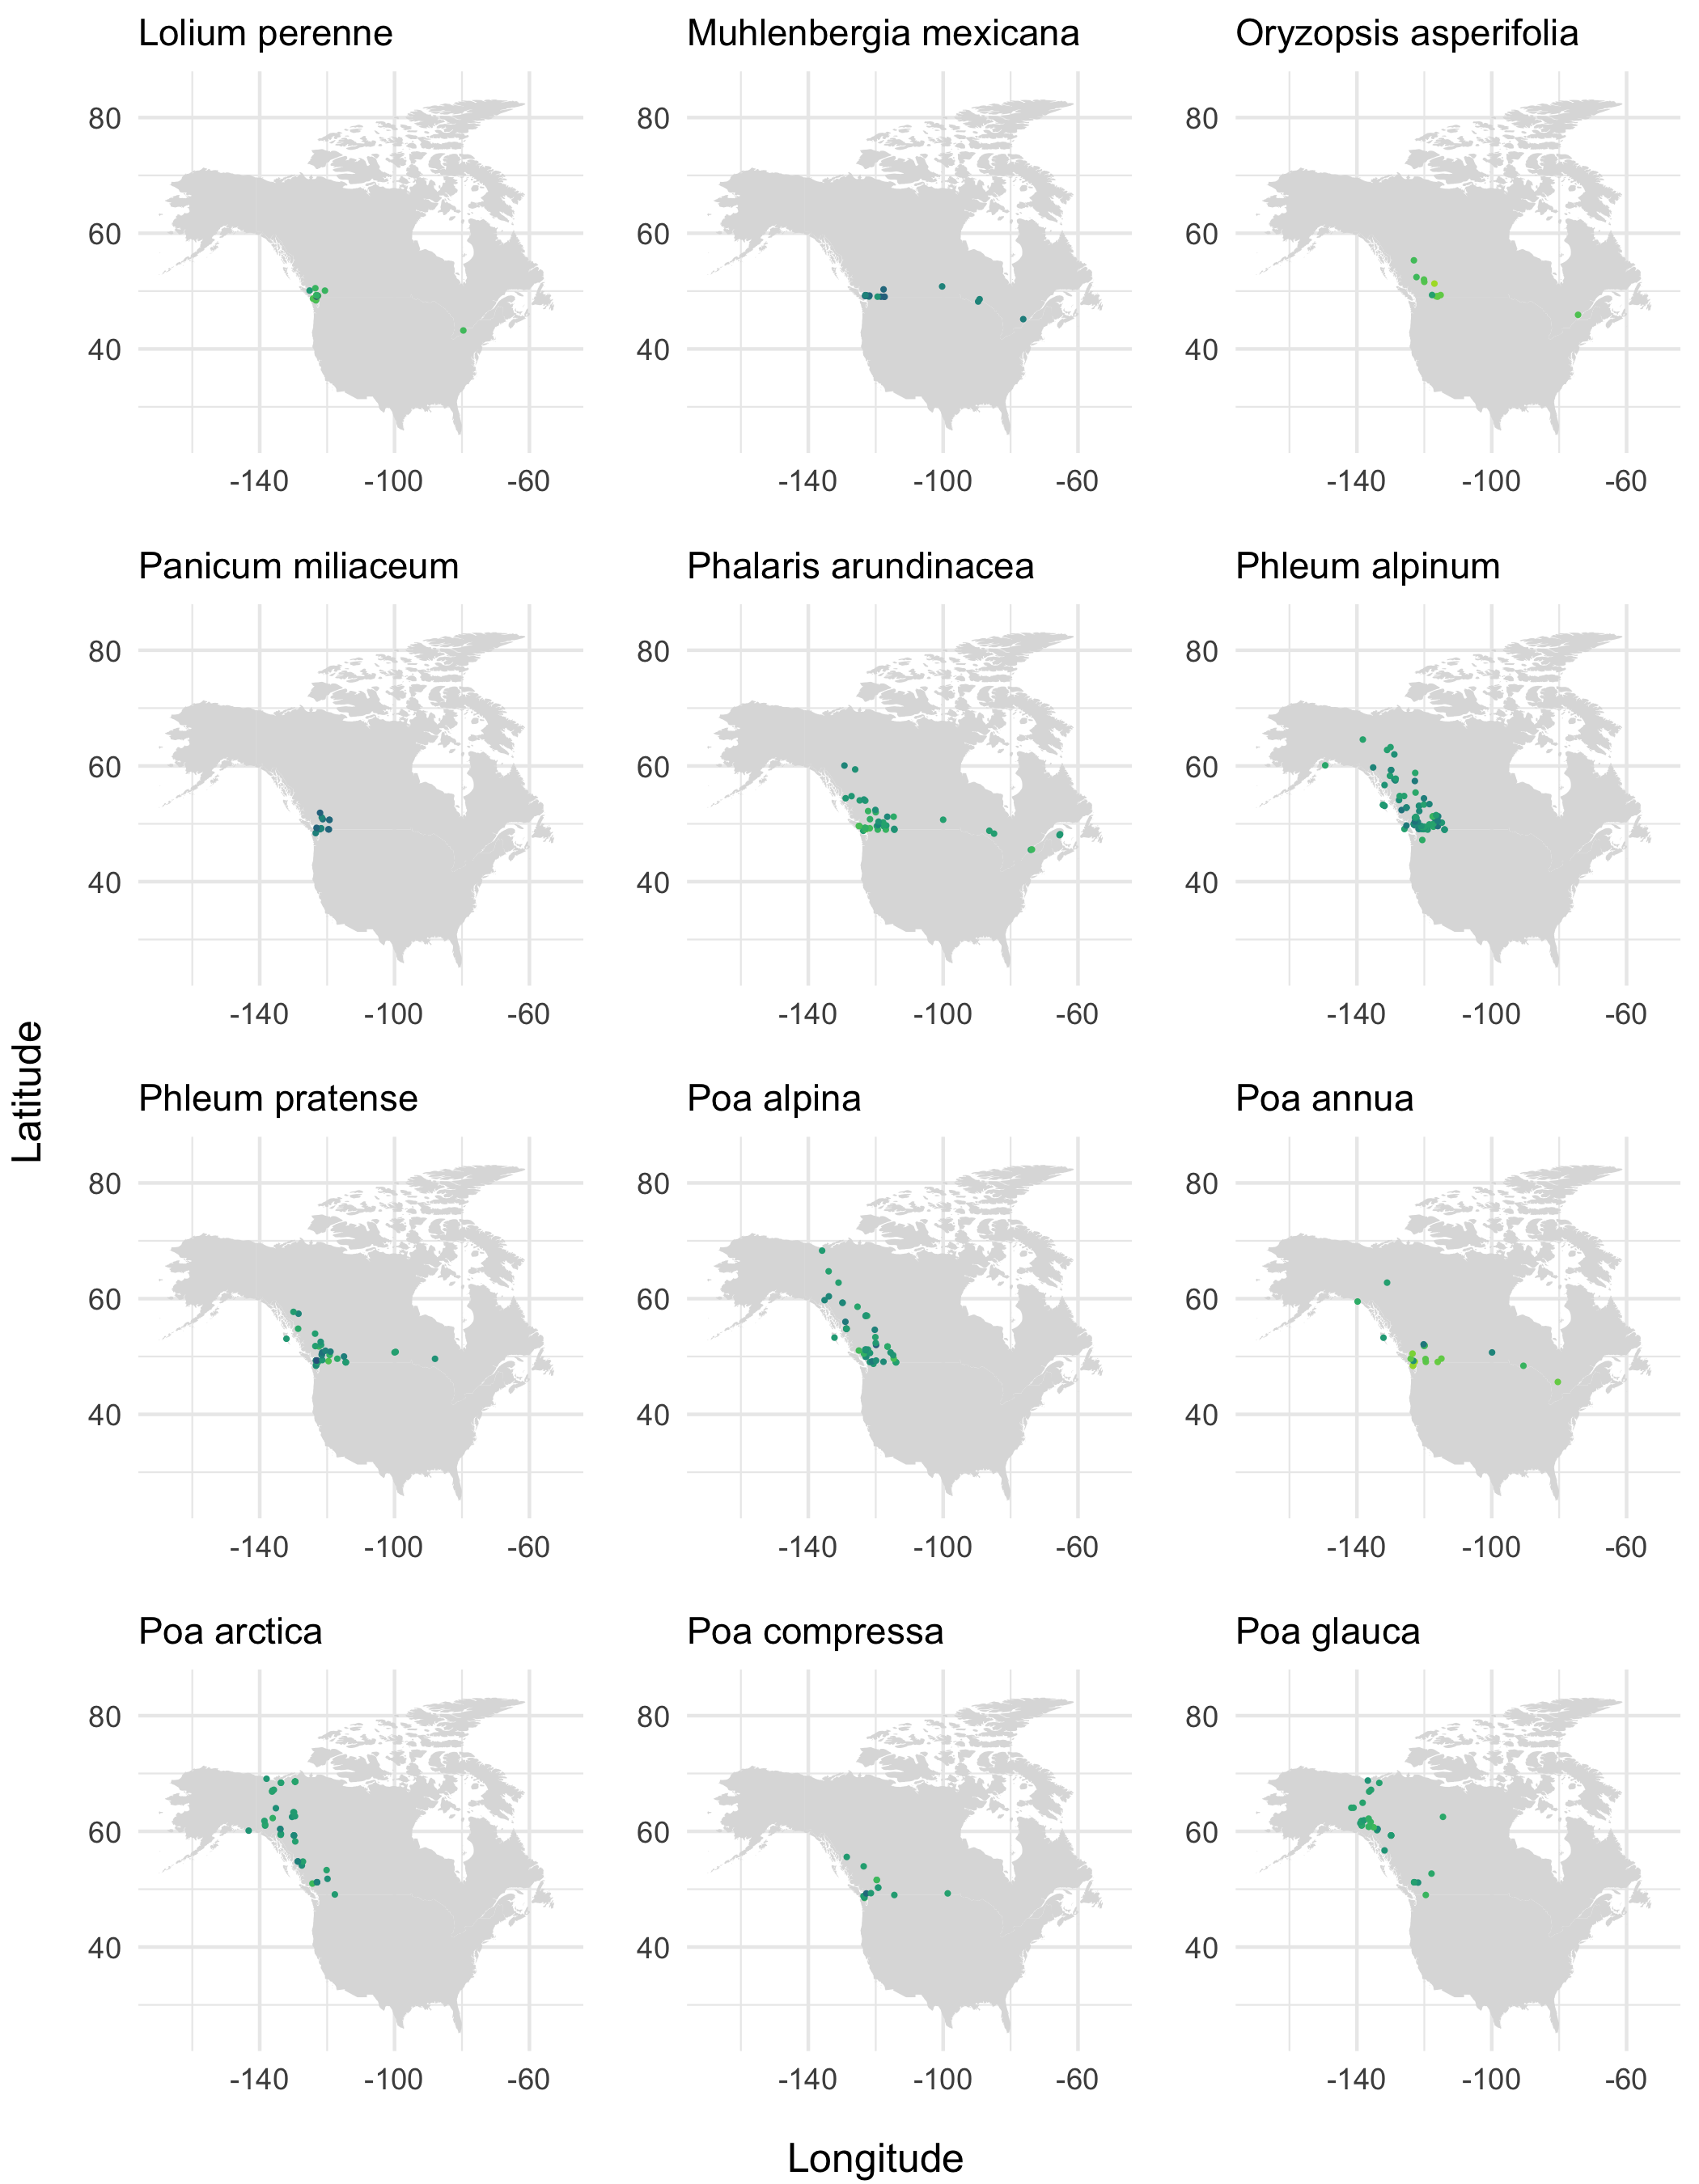 Lolium perenne
Muhlenbergia mexicana
Oryzopsis asperifolia
80
60
40
-140 -100 -60
80
60
40
-140 -100 -60
80
60
40
-140 -100 -60
Panicum miliaceum
Phalaris arundinacea
Phleum alpinum
80
60
40
-140 -100 -60
80
60
40
-140 -100 -60
80
60
40
-140 -100 -60
Latitude
Phleum pratense
Poa alpina
Poa annua
80
60
40
-140 -100 -60
80
60
40
-140 -100 -60
80
60
40
-140 -100 -60
Poa arctica
Poa compressa
Poa glauca
80
60
40
-140 -100 -60
80
60
40
-140 -100 -60
80
60
40
-140 -100 -60
Longitude